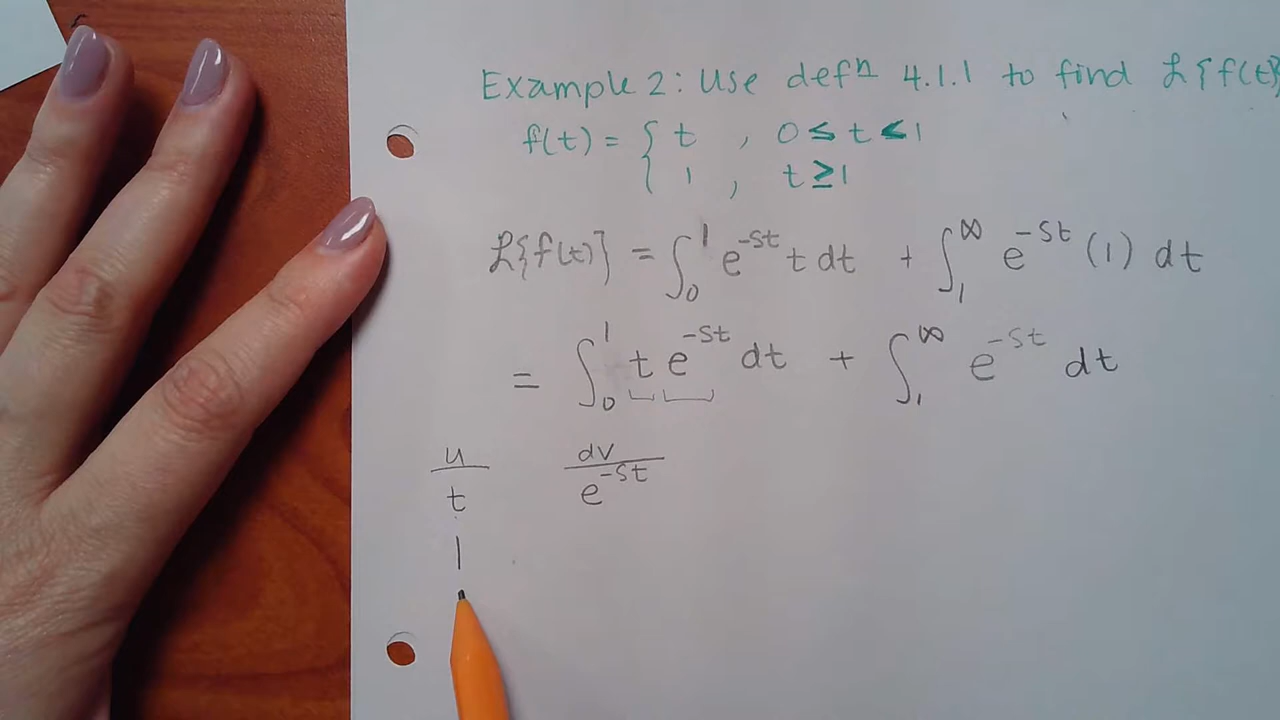 Example 2: Use defⁿ 4.1.1 to find ℒ{f(t)}
f(t) = { t , 0 ≤ t < 1
1 , t ≥ 1
ℒ{f(t)} = ∫₀¹ e^{-st} t dt + ∫₁^∞ e^{-st} (1) dt
= ∫₀¹ t e^{-st} dt + ∫₁^∞ e^{-st} dt
u dv
t e^{-st}
1